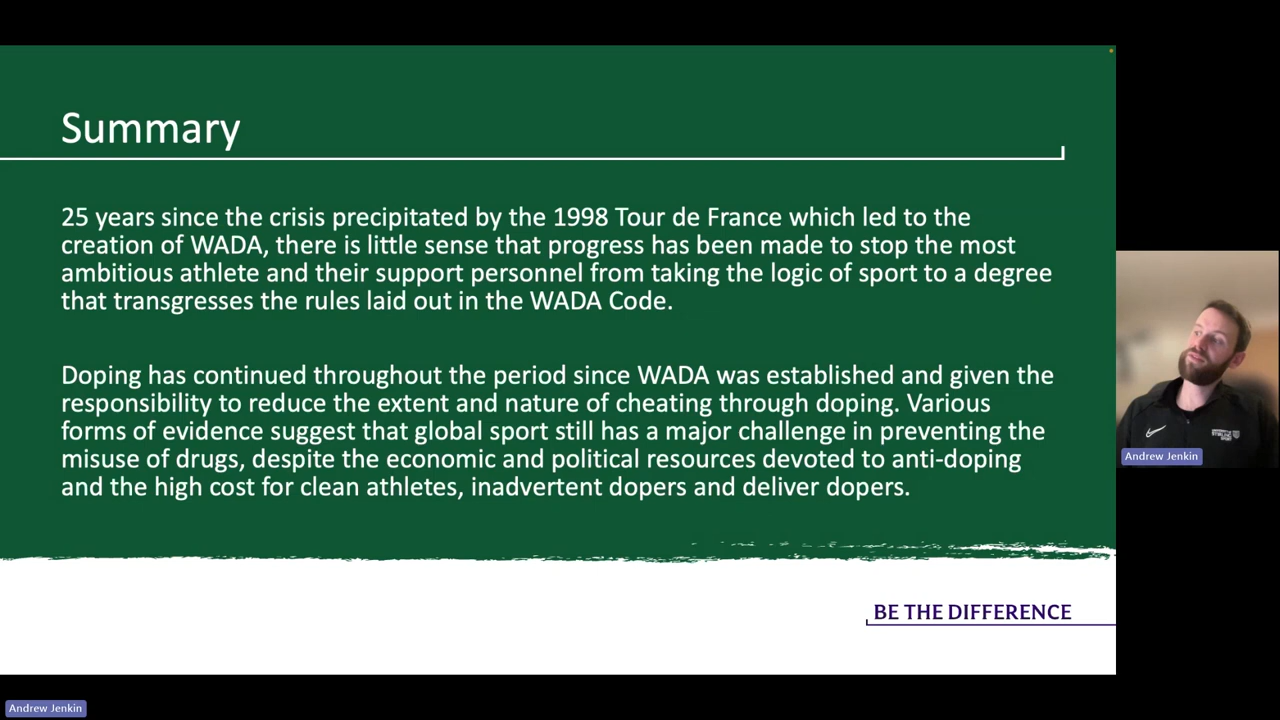 Summary
25 years since the crisis precipitated by the 1998 Tour de France which led to the
creation of WADA, there is little sense that progress has been made to stop the most
ambitious athlete and their support personnel from taking the logic of sport to a degree
that transgresses the rules laid out in the WADA Code.
Doping has continued throughout the period since WADA was established and given the
responsibility to reduce the extent and nature of cheating through doping. Various
forms of evidence suggest that global sport still has a major challenge in preventing the
misuse of drugs, despite the economic and political resources devoted to anti-doping
and the high cost for clean athletes, inadvertent dopers and deliver dopers.
BE THE DIFFERENCE
Andrew Jenkin
Andrew Jenkin